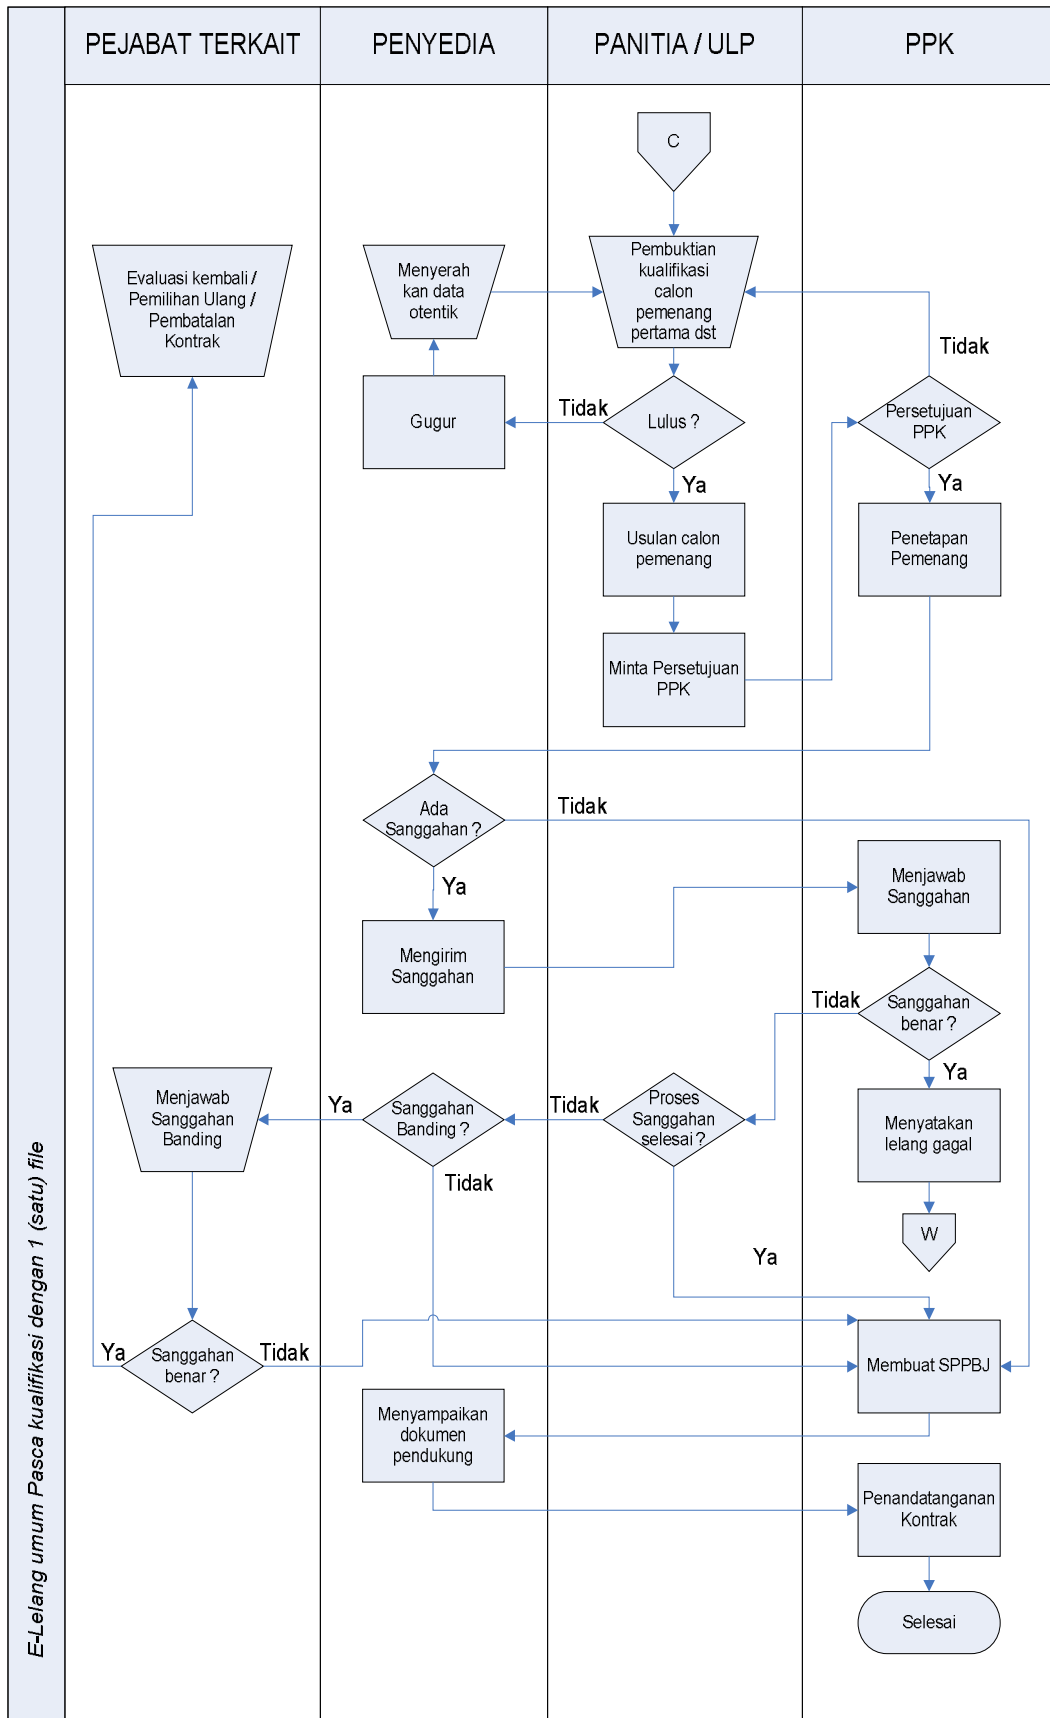 PEJABAT TERKAIT
PENYEDIA
PANITIA / ULP
PPK
C
Evaluasi kembali /
Pemilihan Ulang /
Pembatalan
Kontrak
Menyerah
kan data
otentik
Pembuktian
kualifikasi
calon
pemenang
pertama dst
Tidak
Gugur
Tidak
Lulus ?
Persetujuan
PPK
Ya
Ya
Usulan calon
pemenang
Penetapan
Pemenang
Minta Persetujuan
PPK
Ada
Sanggahan ?
Tidak
Ya
Menjawab
Sanggahan
Mengirim
Sanggahan
Tidak
Sanggahan
benar ?
Ya
Menjawab
Sanggahan
Banding
Ya
Sanggahan
Banding ?
Tidak
Proses
Sanggahan
selesai ?
Menyatakan
lelang gagal
Tidak
W
Ya
Ya
Sanggahan
benar ?
Tidak
Membuat SPPBJ
Menyampaikan
dokumen
pendukung
Penandatanganan
Kontrak
Selesai
E-Lelang umum Pasca kualifikasi dengan 1 (satu) file